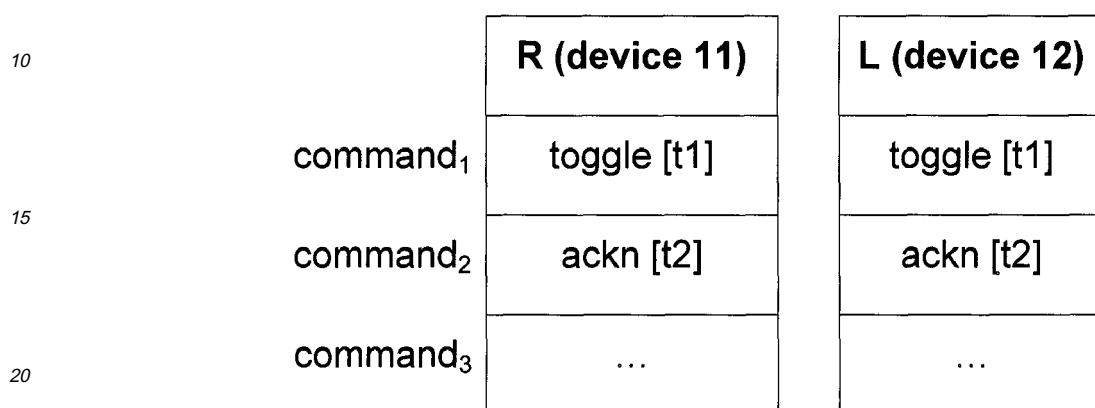 10 R (device 11) L (device 12)
command₁ toggle [t1] toggle [t1]
15
command₂ ackn [t2] ackn [t2]
command₃ ... ...
20